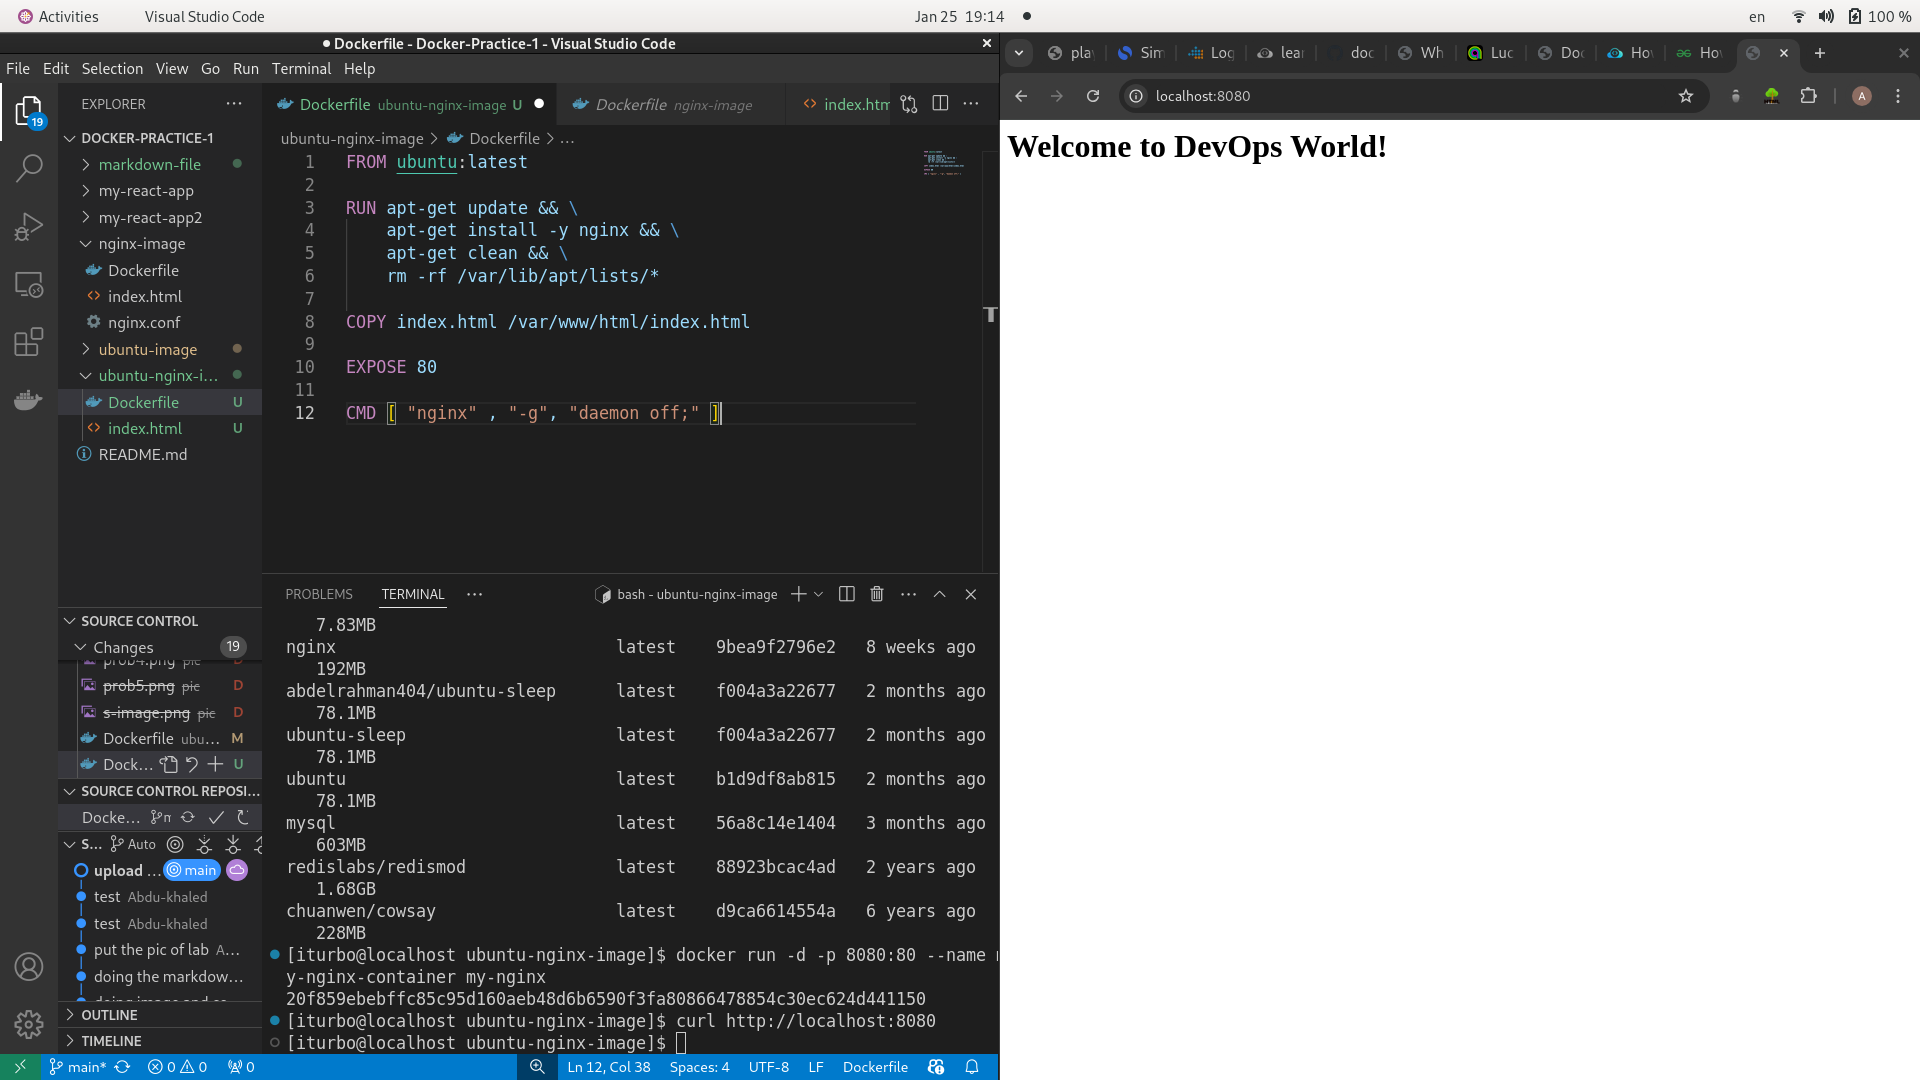 Activities
Visual Studio Code
Jan 25 19:14
en
100 %
Dockerfile - Docker-Practice-1 - Visual Studio Code
File Edit Selection View Go Run Terminal Help
19
EXPLORER
DOCKER-PRACTICE-1
markdown-file
my-react-app
my-react-app2
nginx-image
Dockerfile
index.html
nginx.conf
ubuntu-image
ubuntu-nginx-i...
Dockerfile U
index.html U
README.md
SOURCE CONTROL
Changes 19
prob4.png pic D
prob5.png pic D
s-image.png pic D
Dockerfile ubu... M
Dock... U
SOURCE CONTROL REPOSI...
Docke...
S... Auto
upload ... main
test Abdu-khaled
test Abdu-khaled
put the pic of lab A...
doing the markdow...
OUTLINE
TIMELINE
Dockerfile ubuntu-nginx-image U
Dockerfile nginx-image
index.htm
ubuntu-nginx-image > Dockerfile > ...
1 FROM ubuntu:latest
2
3 RUN apt-get update && \
4 apt-get install -y nginx && \
5 apt-get clean && \
6 rm -rf /var/lib/apt/lists/*
7
8 COPY index.html /var/www/html/index.html
9
10 EXPOSE 80
11
12 CMD [ "nginx" , "-g", "daemon off;" ]
PROBLEMS TERMINAL
bash - ubuntu-nginx-image
7.83MB
nginx latest 9bea9f2796e2 8 weeks ago
192MB
abdelrahman404/ubuntu-sleep latest f004a3a22677 2 months ago
78.1MB
ubuntu-sleep latest f004a3a22677 2 months ago
78.1MB
ubuntu latest b1d9df8ab815 2 months ago
78.1MB
mysql latest 56a8c14e1404 3 months ago
603MB
redislabs/redismod latest 88923bcac4ad 2 years ago
1.68GB
chuanwen/cowsay latest d9ca6614554a 6 years ago
228MB
[iturbo@localhost ubuntu-nginx-image]$ docker run -d -p 8080:80 --name m
y-nginx-container my-nginx
20f859ebebffc85c95d160aeb48d6b6590f3fa80866478854c30ec624d441150
[iturbo@localhost ubuntu-nginx-image]$ curl http://localhost:8080
[iturbo@localhost ubuntu-nginx-image]$
main* 0 0 0
Ln 12, Col 38 Spaces: 4 UTF-8 LF Dockerfile
play Sim Log lear doc Wh Luc Doc Hov Hov
localhost:8080
A
Welcome to DevOps World!